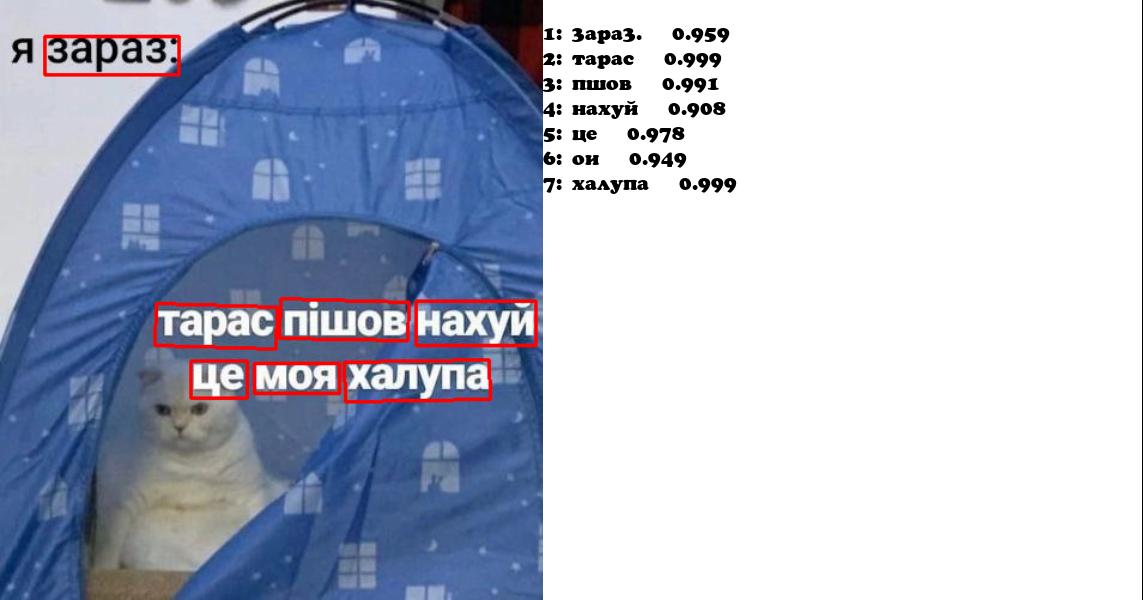 я зараз:
тарас пішов нахуй
це моя халупа
1: ЗараЗ. 0.959
2: тарас 0.999
3: пшов 0.991
4: нахуй 0.908
5: це 0.978
6: ои 0.949
7: халупа 0.999